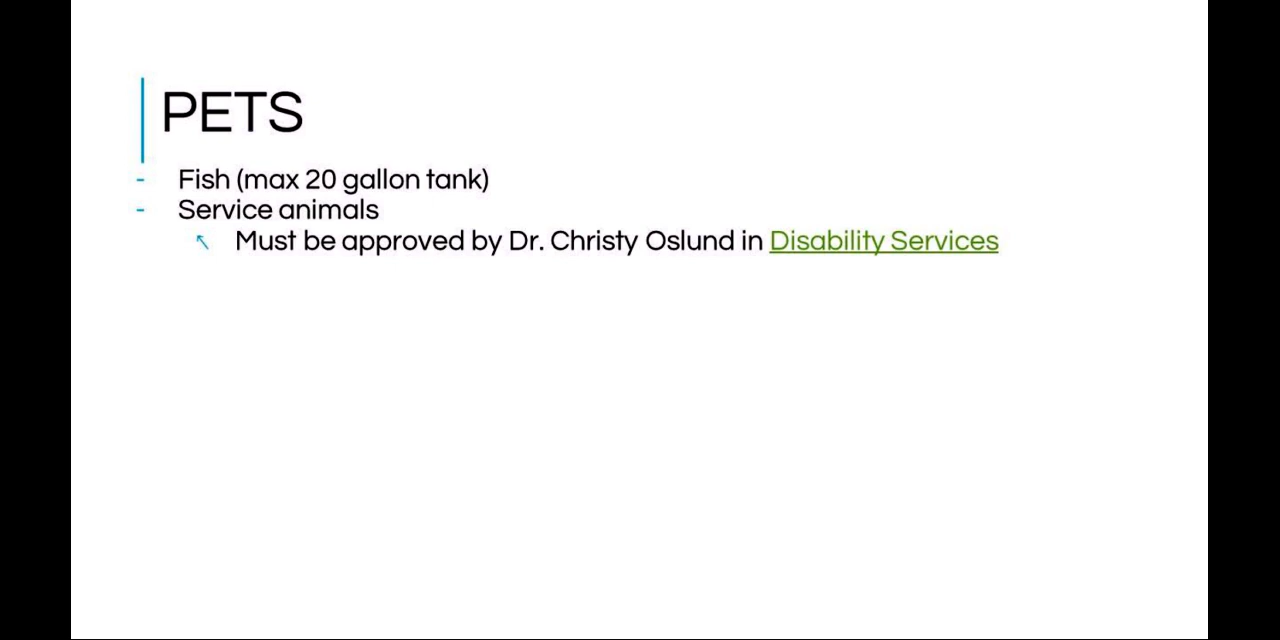 PETS
- Fish (max 20 gallon tank)
- Service animals
↖ Must be approved by Dr. Christy Oslund in Disability Services